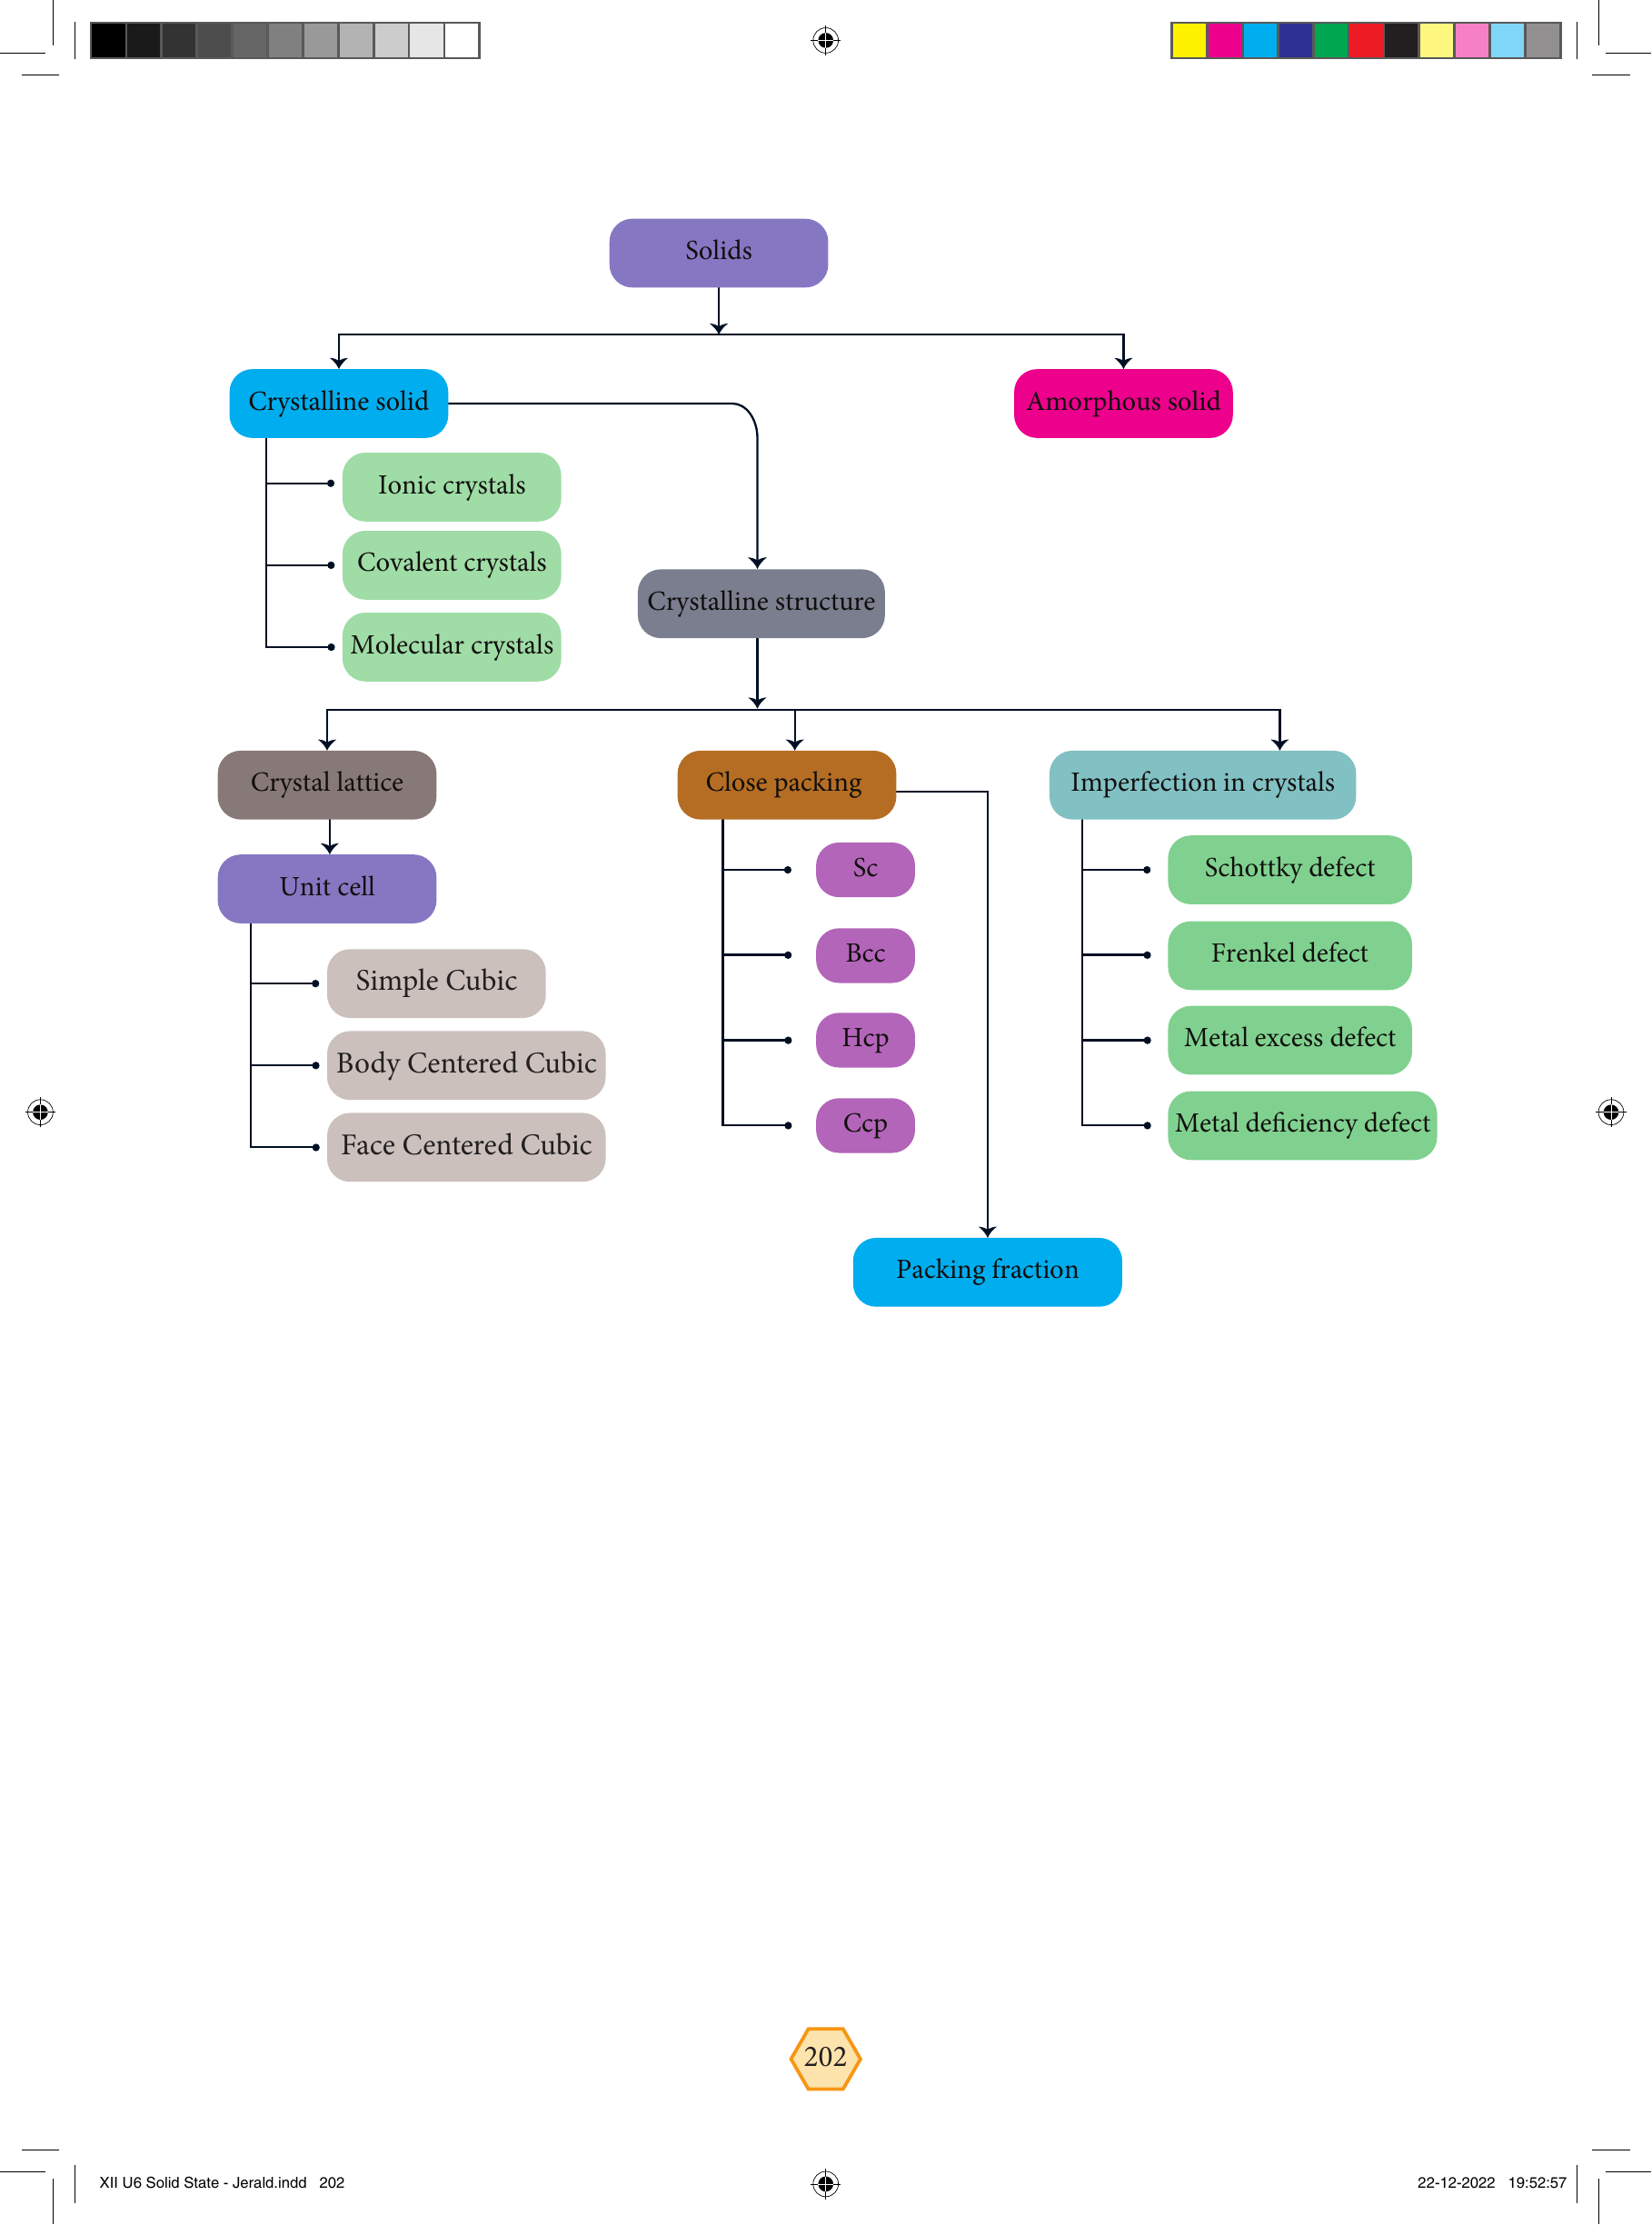 Solids
Crystalline solid
Amorphous solid
Ionic crystals
Covalent crystals
Molecular crystals
Crystalline structure
Crystal lattice
Close packing
Imperfection in crystals
Unit cell
Simple Cubic
Body Centered Cubic
Face Centered Cubic
Sc
Bcc
Hcp
Ccp
Schottky defect
Frenkel defect
Metal excess defect
Metal deficiency defect
Packing fraction
202
XII U6 Solid State - Jerald.indd 202
22-12-2022 19:52:57